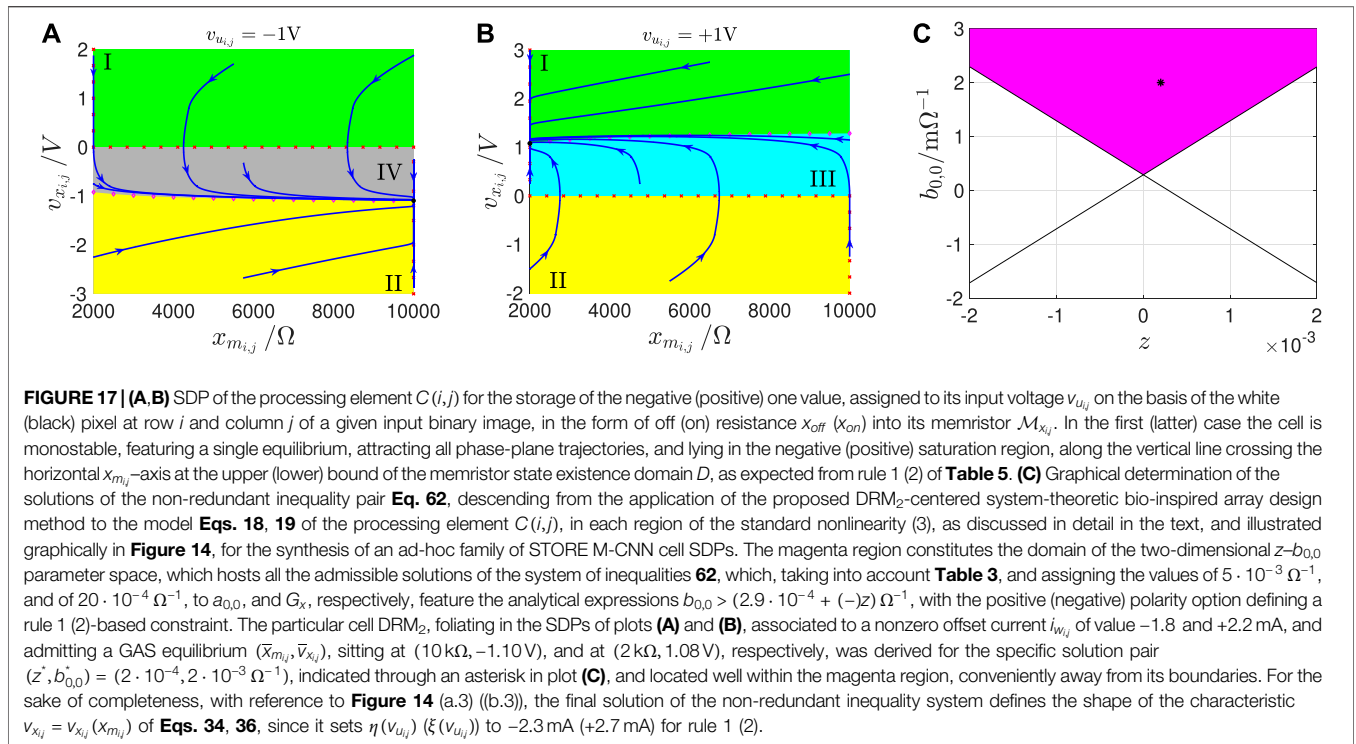 A
v_{u_{i,j}} = −1V
B
v_{u_{i,j}} = +1V
C
2
1
0
-1
-2
-3
v_{x_{i,j}} /V
I
IV
II
2000 4000 6000 8000 10000
x_{m_{i,j}} /Ω
3
2
1
0
1
-2
v_{x_{i,j}} /V
I
III
II
2000 4000 6000 8000 10000
x_{m_{i,j}} /Ω
3
2
1
0
-1
-2
b_{0,0}/mΩ⁻¹
*
-2 -1 0 1 2
z
×10⁻³
FIGURE 17 | (A,B) SDP of the processing element C(i,j) for the storage of the negative (positive) one value, assigned to its input voltage v_{u_{i,j}} on the basis of the white
(black) pixel at row i and column j of a given input binary image, in the form of off (on) resistance x_{off} (x_{on}) into its memristor ℳ_{x_{i,j}}. In the first (latter) case the cell is
monostable, featuring a single equilibrium, attracting all phase-plane trajectories, and lying in the negative (positive) saturation region, along the vertical line crossing the
horizontal x_{m_{i,j}}–axis at the upper (lower) bound of the memristor state existence domain D, as expected from rule 1 (2) of Table 5. (C) Graphical determination of the
solutions of the non-redundant inequality pair Eq. 62, descending from the application of the proposed DRM₂-centered system-theoretic bio-inspired array design
method to the model Eqs. 18, 19 of the processing element C(i,j), in each region of the standard nonlinearity (3), as discussed in detail in the text, and illustrated
graphically in Figure 14, for the synthesis of an ad-hoc family of STORE M-CNN cell SDPs. The magenta region constitutes the domain of the two-dimensional z–b_{0,0}
parameter space, which hosts all the admissible solutions of the system of inequalities 62, which, taking into account Table 3, and assigning the values of 5 · 10⁻³ Ω⁻¹,
and of 20 · 10⁻⁴ Ω⁻¹, to a_{0,0}, and G_x, respectively, feature the analytical expressions b_{0,0} > (2.9 · 10⁻⁴ + (−)z) Ω⁻¹, with the positive (negative) polarity option defining a
rule 1 (2)-based constraint. The particular cell DRM₂, foliating in the SDPs of plots (A) and (B), associated to a nonzero offset current i_{w_{i,j}} of value −1.8 and +2.2 mA, and
admitting a GAS equilibrium (x̄_{m_{i,j}}, v̄_{x_{i,j}}), sitting at (10 kΩ, −1.10 V), and at (2 kΩ, 1.08 V), respectively, was derived for the specific solution pair
(z*, b*_{0,0}) = (2 · 10⁻⁴, 2 · 10⁻³ Ω⁻¹), indicated through an asterisk in plot (C), and located well within the magenta region, conveniently away from its boundaries. For the
sake of completeness, with reference to Figure 14 (a.3) ((b.3)), the final solution of the non-redundant inequality system defines the shape of the characteristic
v_{x_{i,j}} = v_{x_{i,j}}(x_{m_{i,j}}) of Eqs. 34, 36, since it sets η(v_{u_{i,j}}) (ξ(v_{u_{i,j}})) to −2.3 mA (+2.7 mA) for rule 1 (2).